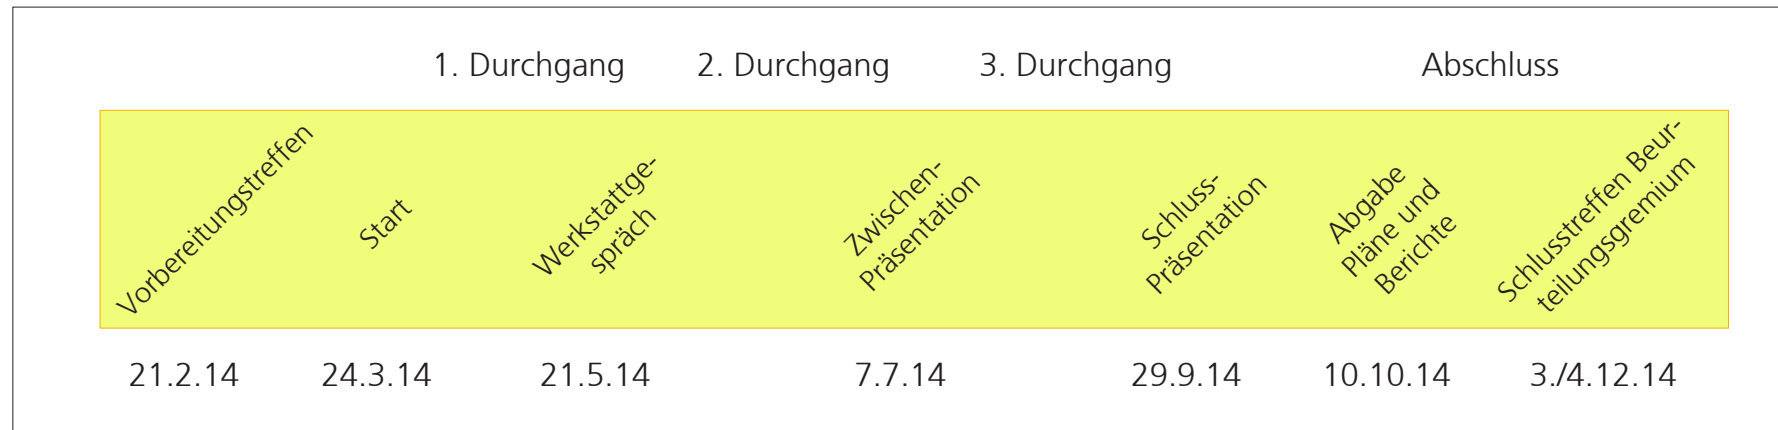 1. Durchgang 2. Durchgang 3. Durchgang Abschluss
Vorbereitungstreffen
Start
Werkstattge-
spräch
Zwischen-
Präsentation
Schluss-
Präsentation
Abgabe
Pläne und
Berichte
Schlusstreffen Beur-
teilungsgremium
21.2.14 24.3.14 21.5.14 7.7.14 29.9.14 10.10.14 3./4.12.14